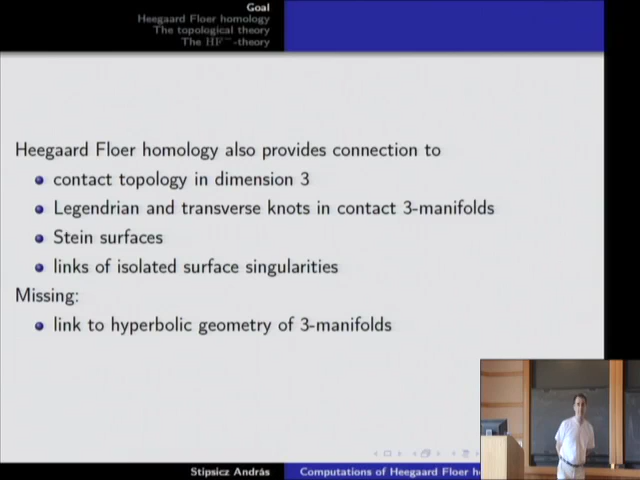 Goal
Heegaard Floer homology
The topological theory
The HF⁻-theory
Heegaard Floer homology also provides connection to
contact topology in dimension 3
Legendrian and transverse knots in contact 3-manifolds
Stein surfaces
links of isolated surface singularities
Missing:
link to hyperbolic geometry of 3-manifolds
Stipsicz András
Computations of Heegaard Floer h